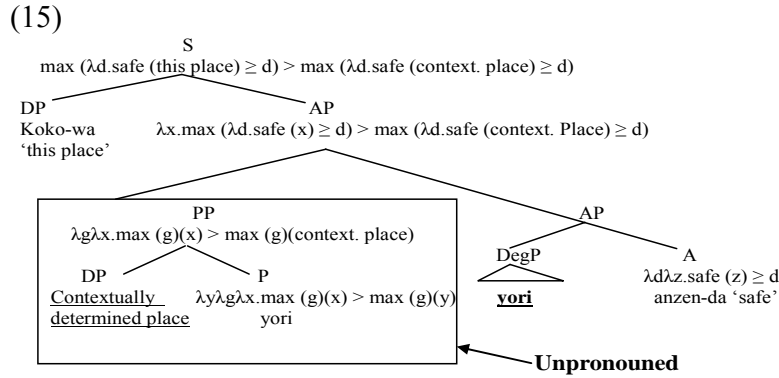 (15)
S
max (λd.safe (this place) ≥ d) > max (λd.safe (context. place) ≥ d)
DP AP
Koko-wa λx.max (λd.safe (x) ≥ d) > max (λd.safe (context. Place) ≥ d)
‘this place’
PP AP
λgλx.max (g)(x) > max (g)(context. place)
DegP A
DP P
λdλz.safe (z) ≥ d
Contextually λyλgλx.max (g)(x) > max (g)(y) yori anzen-da ‘safe’
determined place yori
Unpronouned